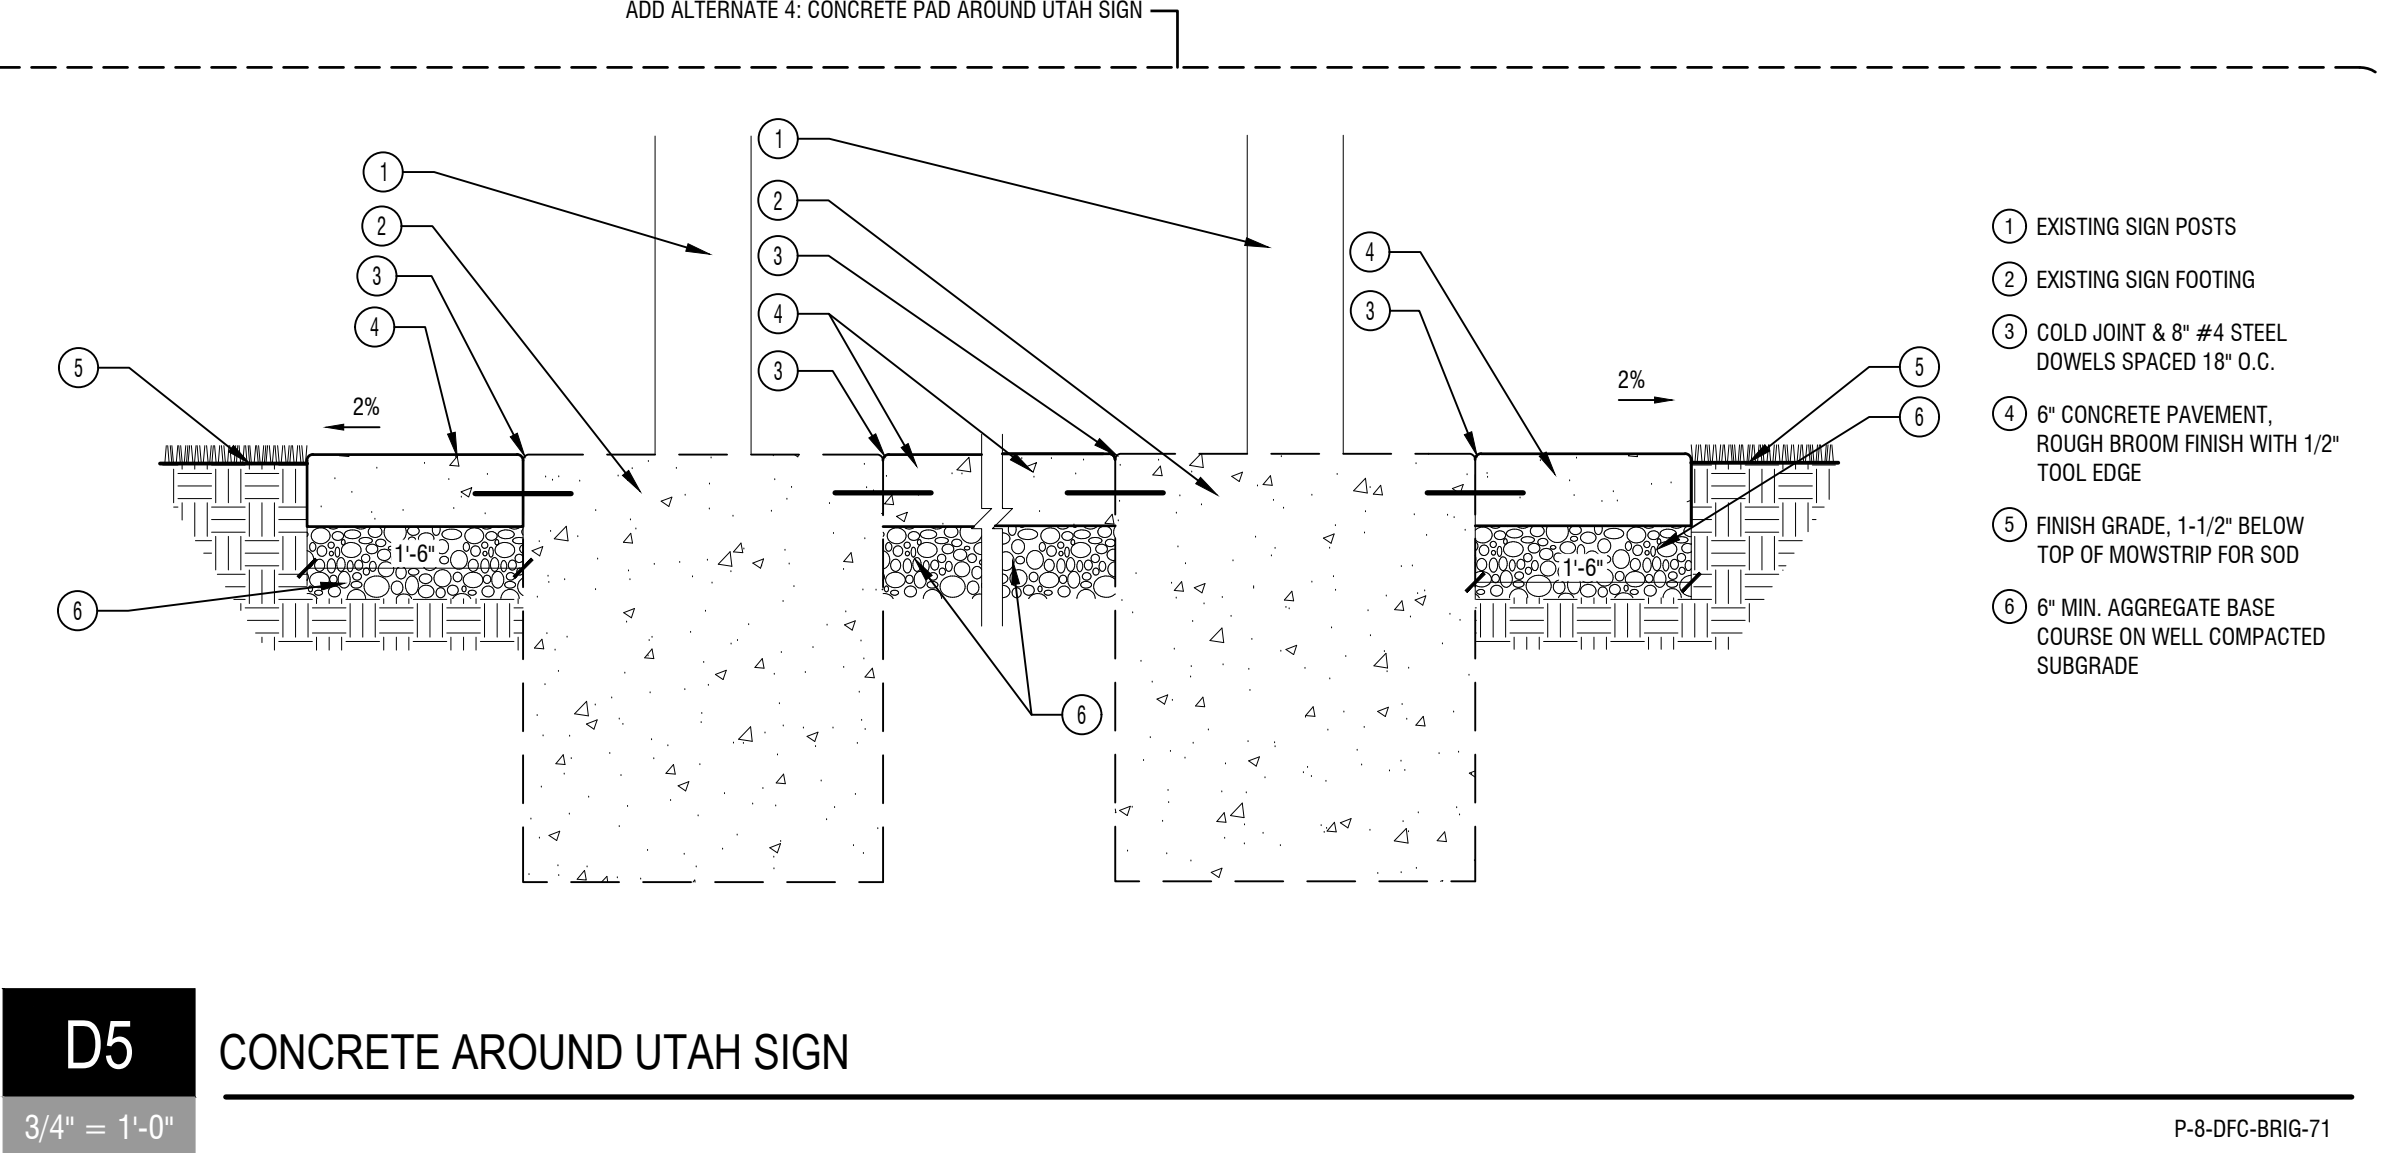 ADD ALTERNATE 4: CONCRETE PAD AROUND UTAH SIGN
1
2
3
4
5
2%
1'-6"
6
1
2
3
4
3
6
1
4
3
2%
1'-6"
5
6
1 EXISTING SIGN POSTS
2 EXISTING SIGN FOOTING
3 COLD JOINT & 8" #4 STEEL
DOWELS SPACED 18" O.C.
4 6" CONCRETE PAVEMENT,
ROUGH BROOM FINISH WITH 1/2"
TOOL EDGE
5 FINISH GRADE, 1-1/2" BELOW
TOP OF MOWSTRIP FOR SOD
6 6" MIN. AGGREGATE BASE
COURSE ON WELL COMPACTED
SUBGRADE
D5
CONCRETE AROUND UTAH SIGN
3/4" = 1'-0"
P-8-DFC-BRIG-71